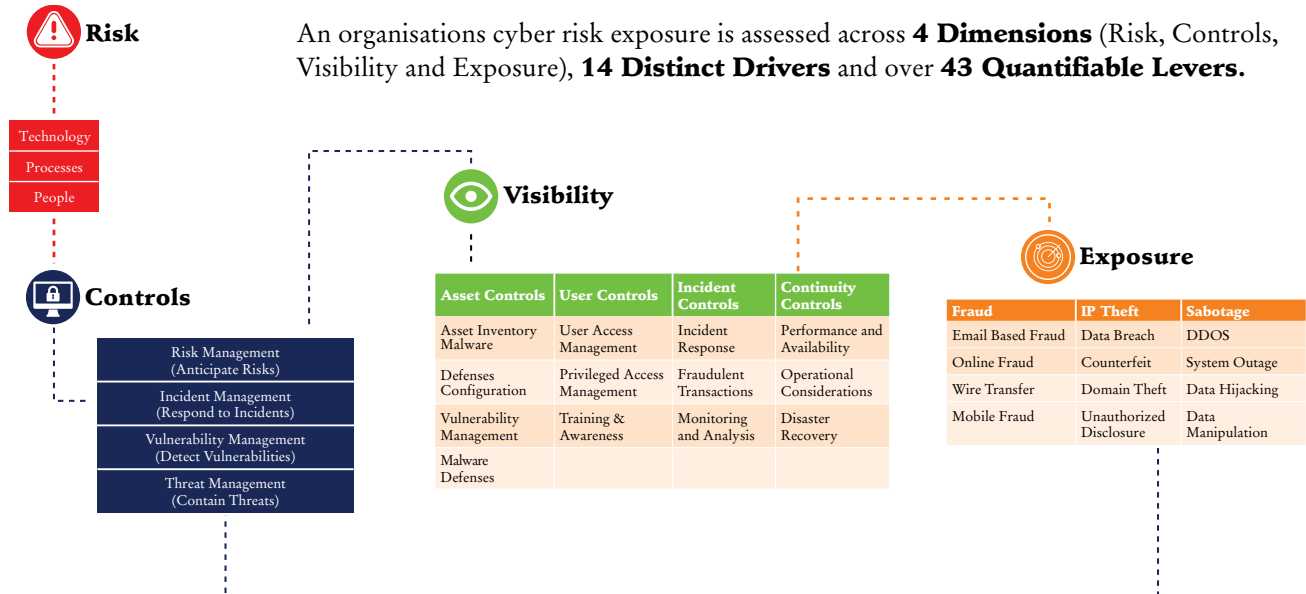 Risk
An organisations cyber risk exposure is assessed across 4 Dimensions (Risk, Controls,
Visibility and Exposure), 14 Distinct Drivers and over 43 Quantifiable Levers.
Technology
Processes
People
Controls
Risk Management
(Anticipate Risks)
Incident Management
(Respond to Incidents)
Vulnerability Management
(Detect Vulnerabilities)
Threat Management
(Contain Threats)
Visibility
Asset Controls
User Controls
Incident
Controls
Continuity
Controls
Asset Inventory
Malware
User Access
Management
Incident
Response
Performance and
Availability
Defenses
Configuration
Privileged Access
Management
Fraudulent
Transactions
Operational
Considerations
Vulnerability
Management
Training &
Awareness
Monitoring
and Analysis
Disaster
Recovery
Malware
Defenses
Exposure
Fraud
IP Theft
Sabotage
Email Based Fraud
Data Breach
DDOS
Online Fraud
Counterfeit
System Outage
Wire Transfer
Domain Theft
Data Hijacking
Mobile Fraud
Unauthorized
Disclosure
Data
Manipulation